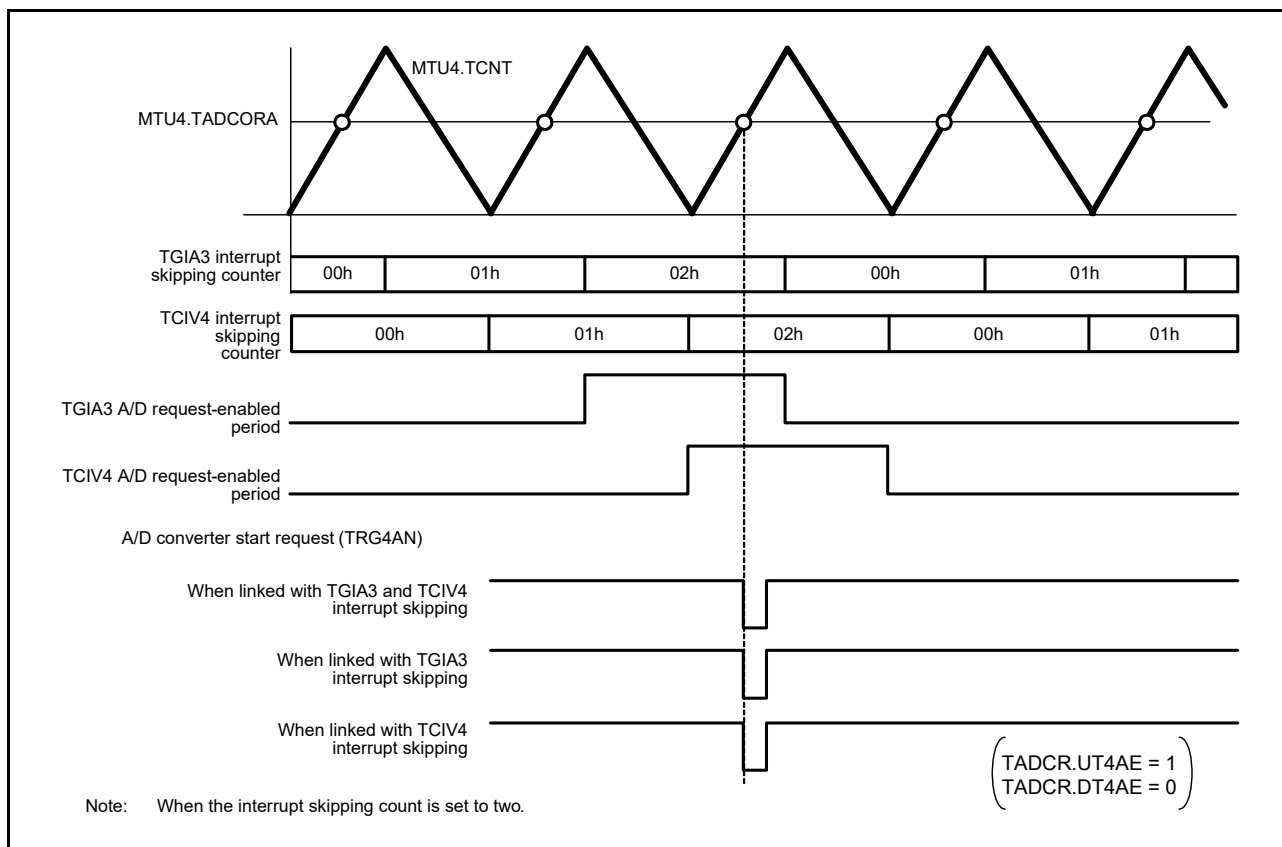 MTU4.TCNT
MTU4.TADCORA
TGIA3 interrupt
skipping counter
00h 01h 02h 00h 01h
TCIV4 interrupt
skipping
counter
00h 01h 02h 00h 01h
TGIA3 A/D request-enabled
period
TCIV4 A/D request-enabled
period
A/D converter start request (TRG4AN)
When linked with TGIA3 and TCIV4
interrupt skipping
When linked with TGIA3
interrupt skipping
When linked with TCIV4
interrupt skipping
TADCR.UT4AE = 1
TADCR.DT4AE = 0
Note: When the interrupt skipping count is set to two.